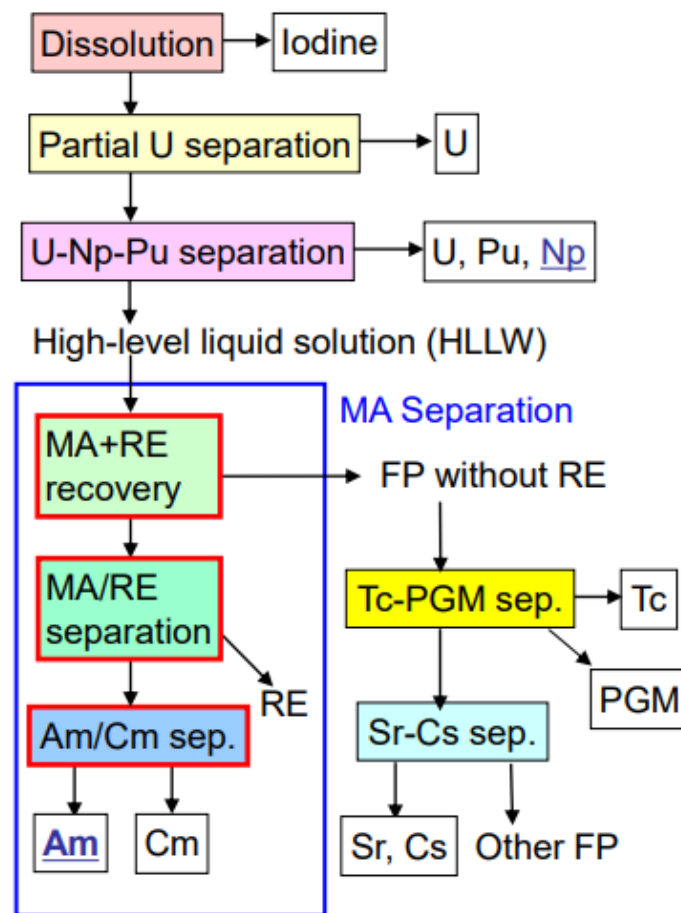 Dissolution
Iodine
Partial U separation
U
U-Np-Pu separation
U, Pu, Np
High-level liquid solution (HLLW)
MA Separation
MA+RE
recovery
FP without RE
MA/RE
separation
Tc-PGM sep.
Tc
RE
PGM
Am/Cm sep.
Sr-Cs sep.
Am
Cm
Sr, Cs
Other FP